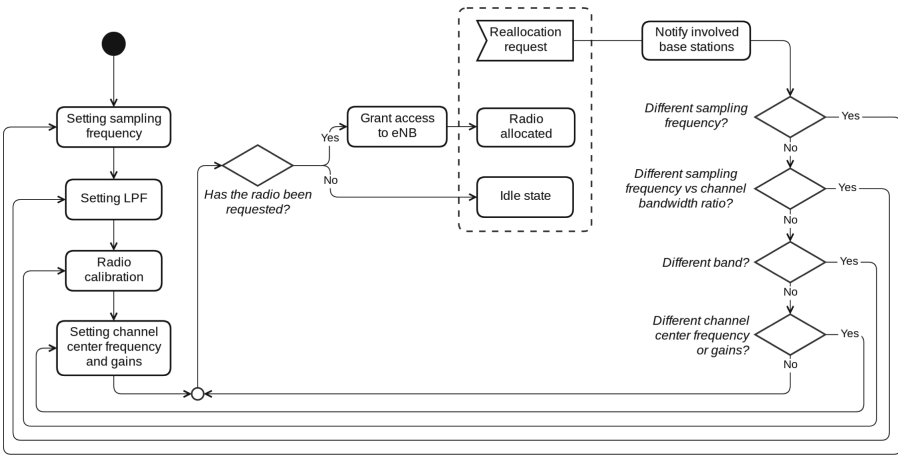 Setting sampling
frequency
Setting LPF
Radio
calibration
Setting channel
center frequency
and gains
Has the radio been
requested?
Yes
No
Grant access
to eNB
Reallocation
request
Radio
allocated
Idle state
Notify involved
base stations
Different sampling
frequency?
Yes
No
Different sampling
frequency vs channel
bandwidth ratio?
Yes
No
Different band?
Yes
No
Different channel
center frequency
or gains?
Yes
No